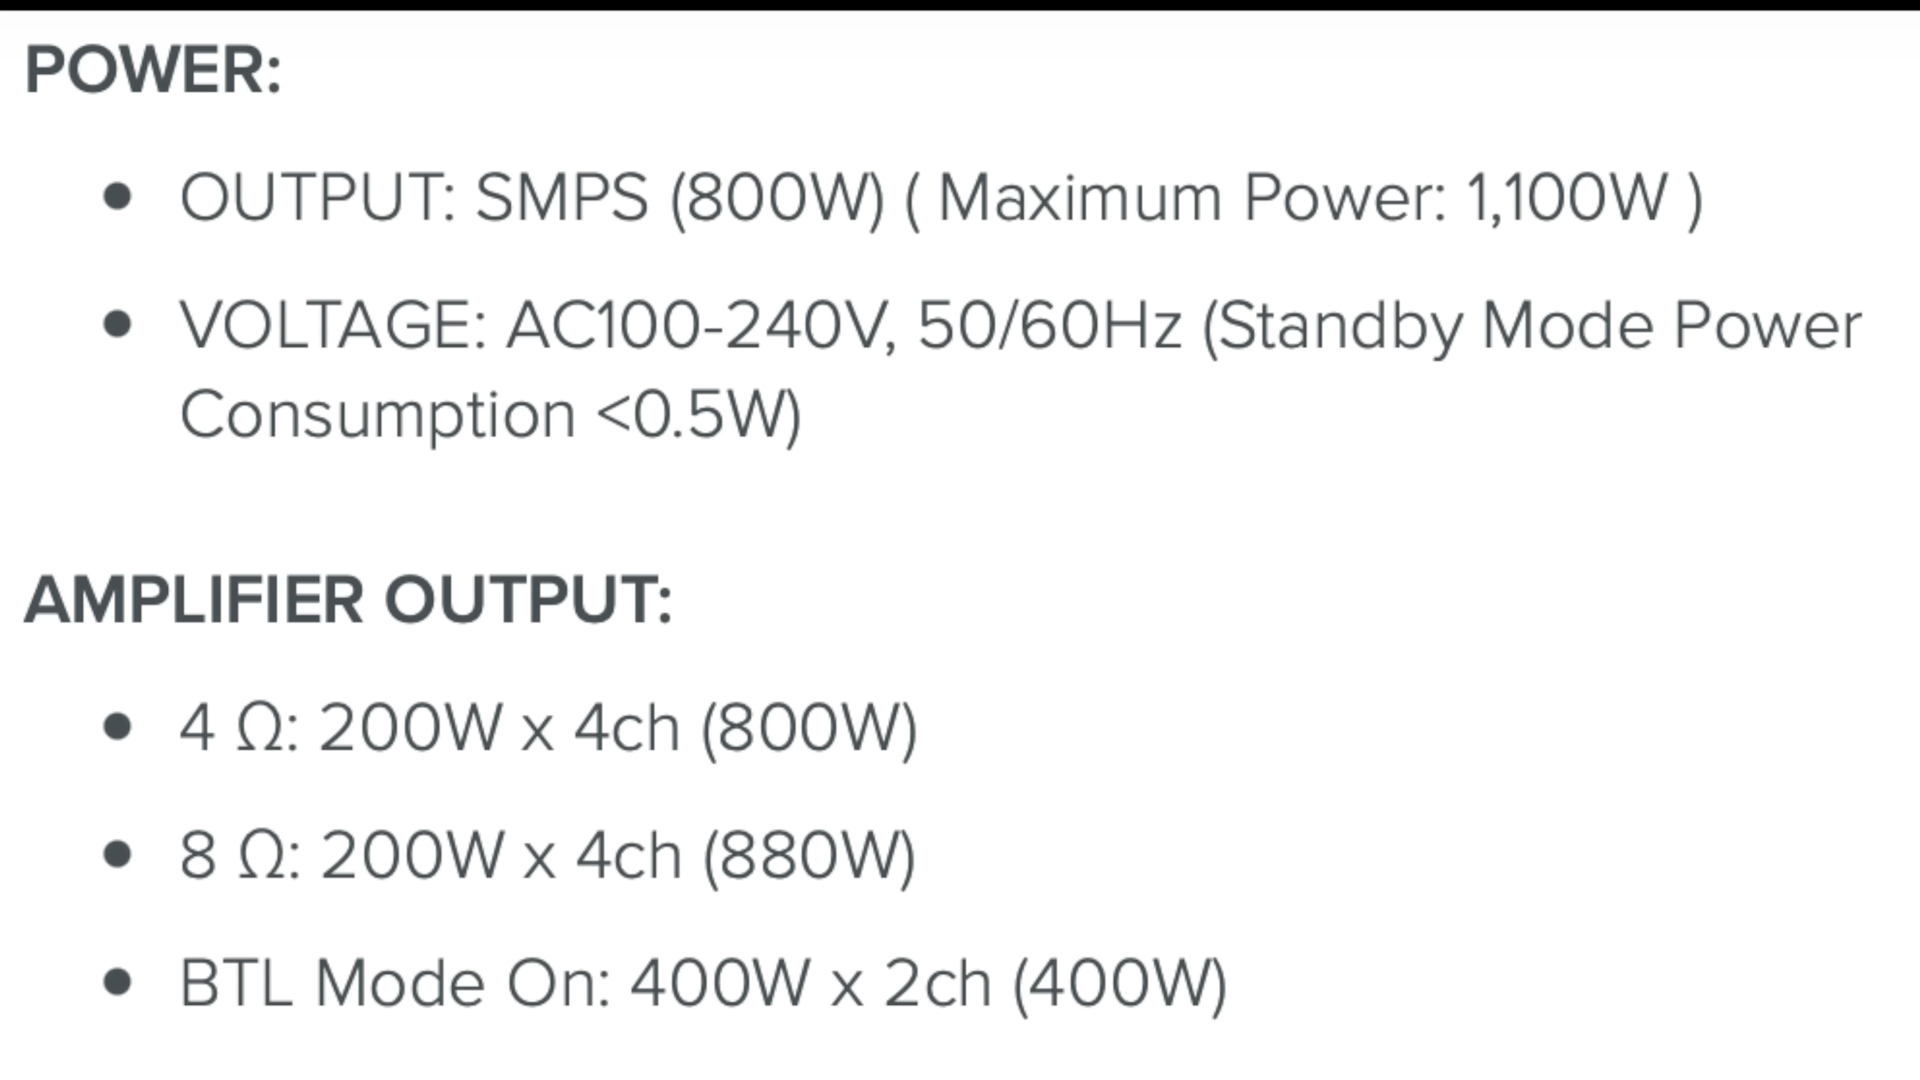 POWER:
● OUTPUT: SMPS (800W) ( Maximum Power: 1,100W )
● VOLTAGE: AC100-240V, 50/60Hz (Standby Mode Power
Consumption <0.5W)
AMPLIFIER OUTPUT:
● 4 Ω: 200W x 4ch (800W)
● 8 Ω: 200W x 4ch (880W)
● BTL Mode On: 400W x 2ch (400W)